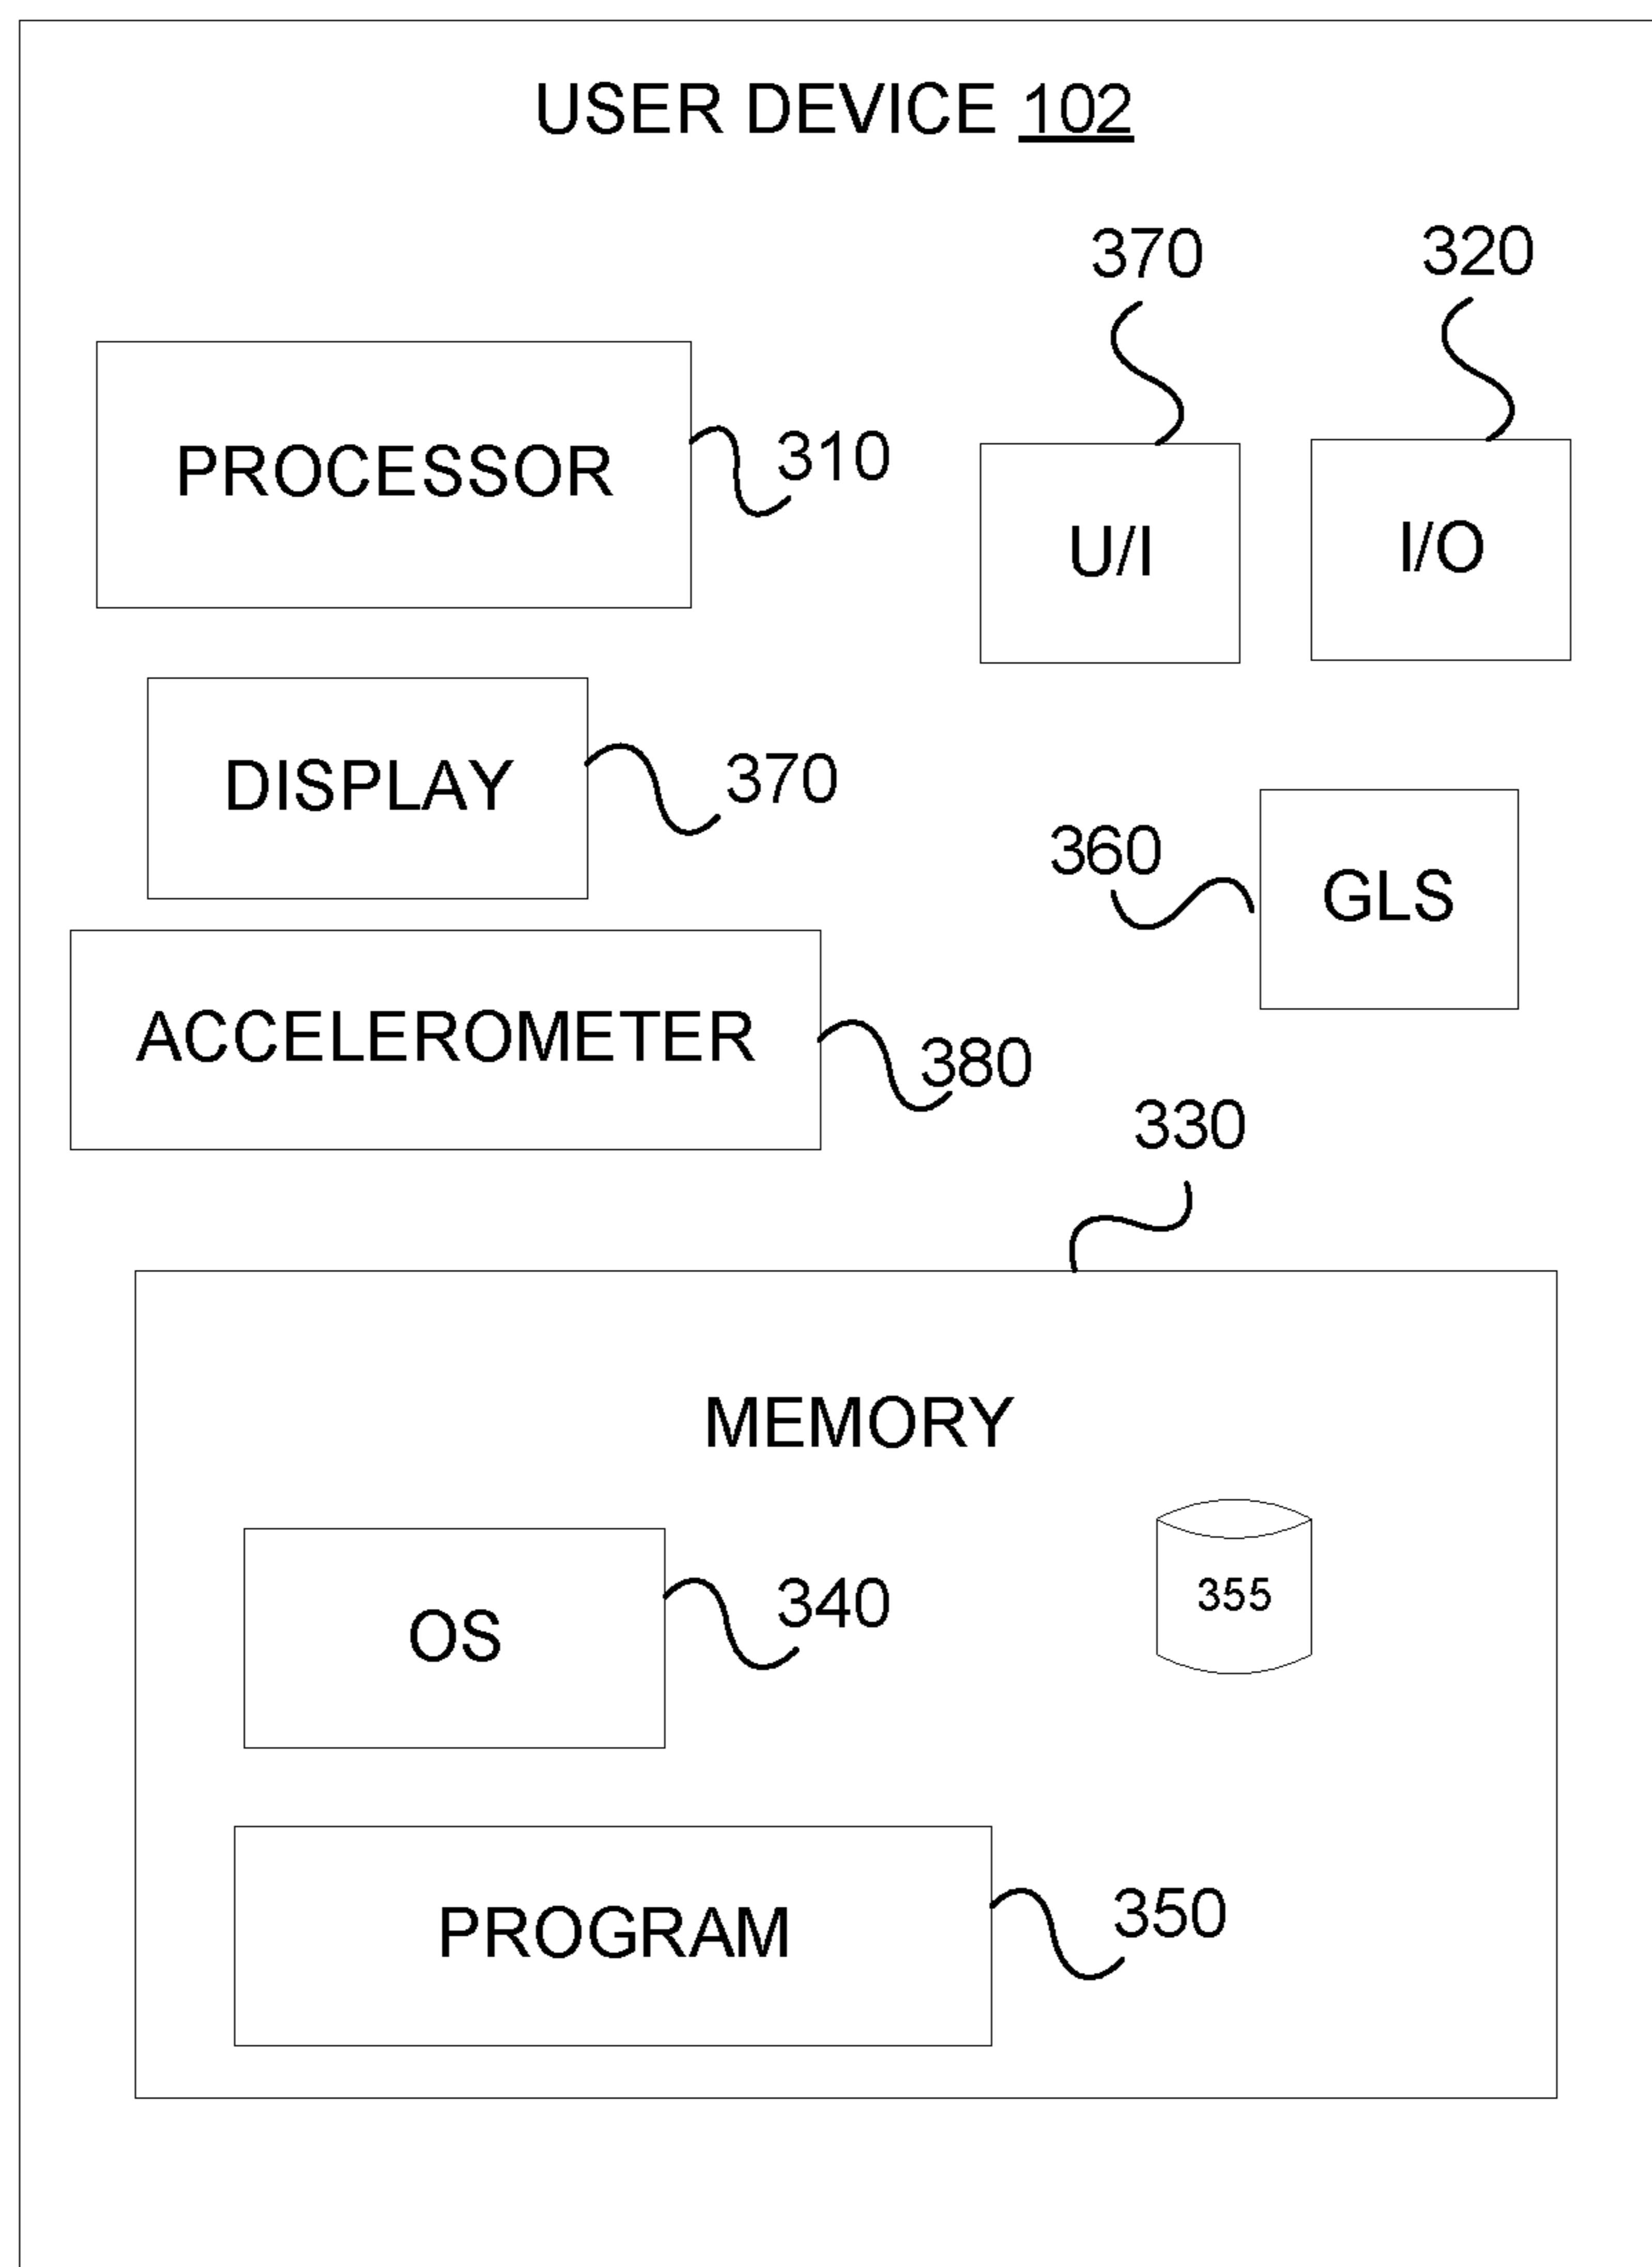 USER DEVICE 102
370
320
PROCESSOR
310
U/I
I/O
DISPLAY
370
360
GLS
ACCELEROMETER
380
330
MEMORY
OS
340
355
PROGRAM
350